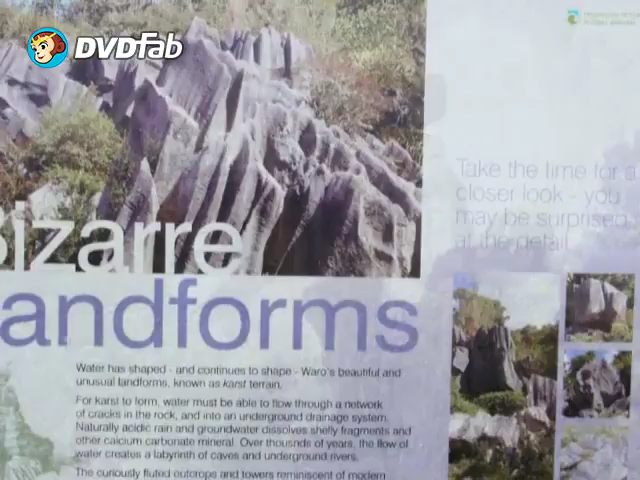 DVDFab
Bizarre
Landforms
Water has shaped - and continues to shape - Waro's beautiful and
unusual landforms, known as karst terrain.
For karst to form, water must be able to flow through a network
of cracks in the rock, and into an underground drainage system.
Naturally acidic rain and groundwater dissolves shelly fragments and
other calcium carbonate mineral. Over thousnds of years, the flow of
water creates a labyrinth of caves and underground rivers.
The curiously fluted outcrops and towers reminiscent of modern
Take the time for a
closer look - you
may be surprised
at the detail